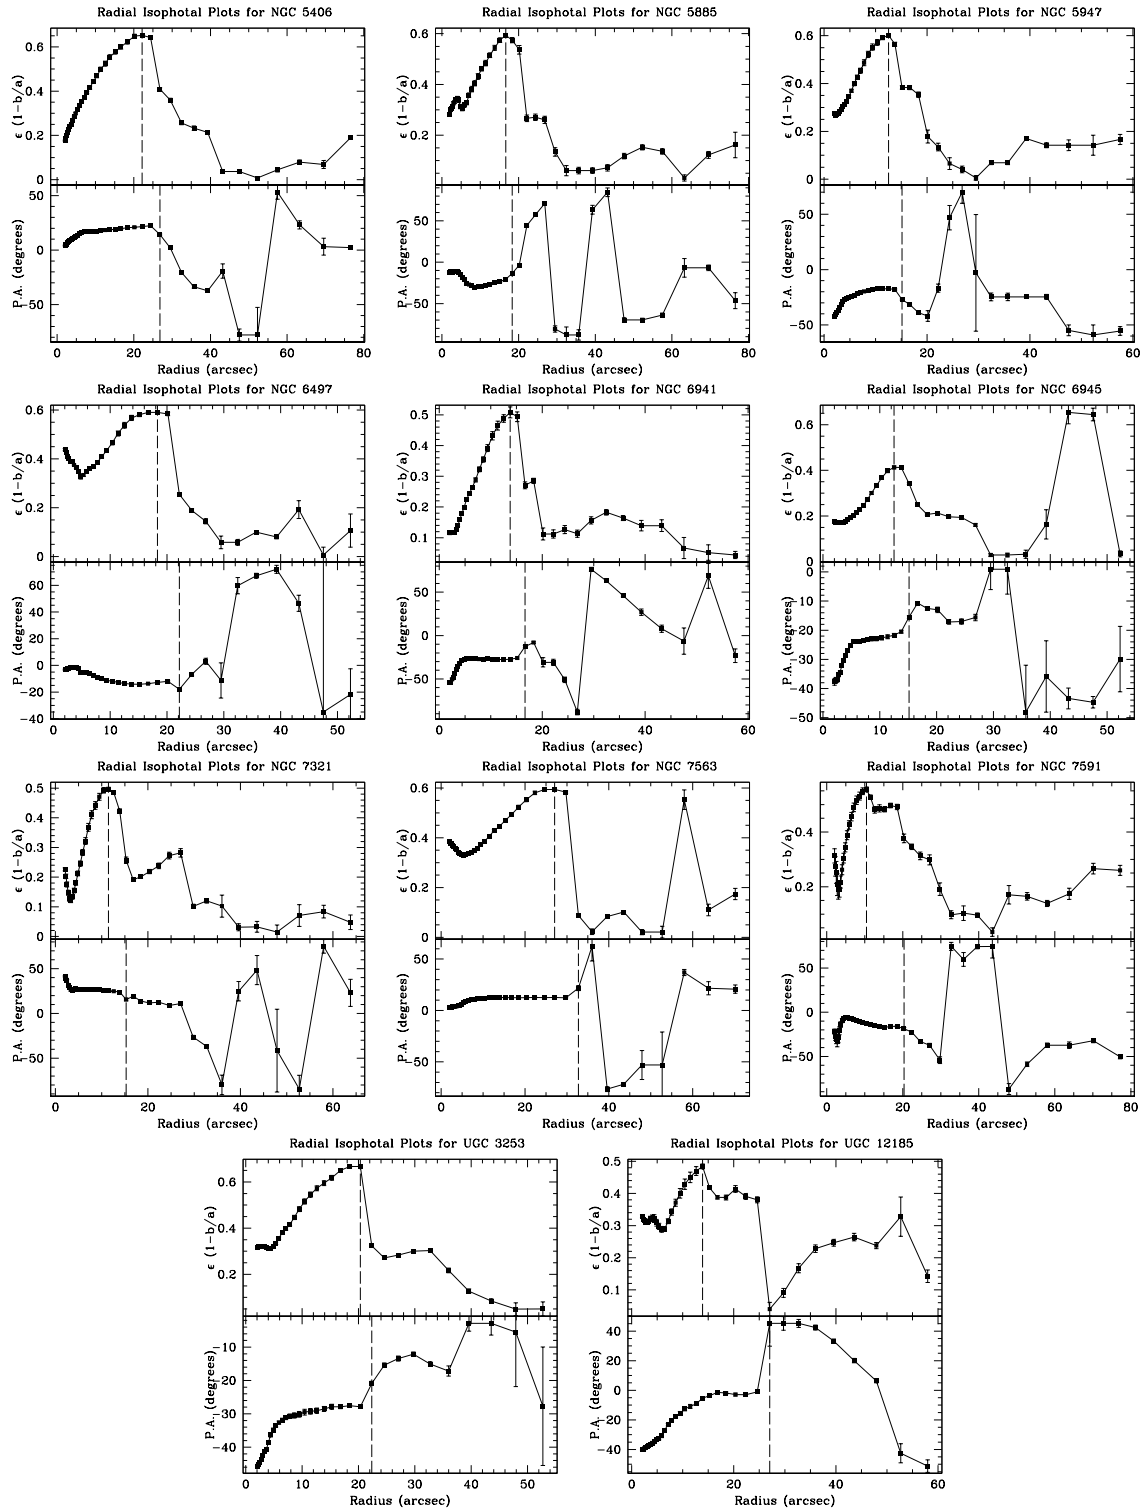 Radial Isophotal Plots for NGC 5406
Radial Isophotal Plots for NGC 5885
Radial Isophotal Plots for NGC 5947
0.6
0.4
0.2
0
ϵ (1-b/a)
50
0
-50
P.A. (degrees)
0 20 40 60 80
Radius (arcsec)
0.6
0.4
0.2
ϵ (1-b/a)
50
0
-50
P.A. (degrees)
0 20 40 60 80
Radius (arcsec)
0.6
0.4
0.2
0
ϵ (1-b/a)
50
0
-50
P.A. (degrees)
0 20 40 60
Radius (arcsec)
Radial Isophotal Plots for NGC 6497
Radial Isophotal Plots for NGC 6941
Radial Isophotal Plots for NGC 6945
0.6
0.4
0.2
0
ϵ (1-b/a)
60
40
20
0
-20
-40
P.A. (degrees)
0 10 20 30 40 50
Radius (arcsec)
0.5
0.4
0.3
0.2
0.1
ϵ (1-b/a)
50
0
-50
P.A. (degrees)
0 20 40 60
Radius (arcsec)
0.6
0.4
0.2
0
ϵ (1-b/a)
0
-10
-20
-30
-40
-50
P.A. (degrees)
0 10 20 30 40 50
Radius (arcsec)
Radial Isophotal Plots for NGC 7321
Radial Isophotal Plots for NGC 7563
Radial Isophotal Plots for NGC 7591
0.5
0.4
0.3
0.2
0.1
0
ϵ (1-b/a)
50
0
-50
P.A. (degrees)
0 20 40 60
Radius (arcsec)
0.6
0.4
0.2
0
ϵ (1-b/a)
50
0
-50
P.A. (degrees)
0 20 40 60
Radius (arcsec)
0.4
0.2
ϵ (1-b/a)
50
0
-50
P.A. (degrees)
0 20 40 60 80
Radius (arcsec)
Radial Isophotal Plots for UGC 3253
Radial Isophotal Plots for UGC 12185
0.6
0.4
0.2
ϵ (1-b/a)
-10
-20
-30
-40
P.A. (degrees)
0 10 20 30 40 50
Radius (arcsec)
0.5
0.4
0.3
0.2
0.1
ϵ (1-b/a)
40
20
0
-20
-40
P.A. (degrees)
0 20 40 60
Radius (arcsec)